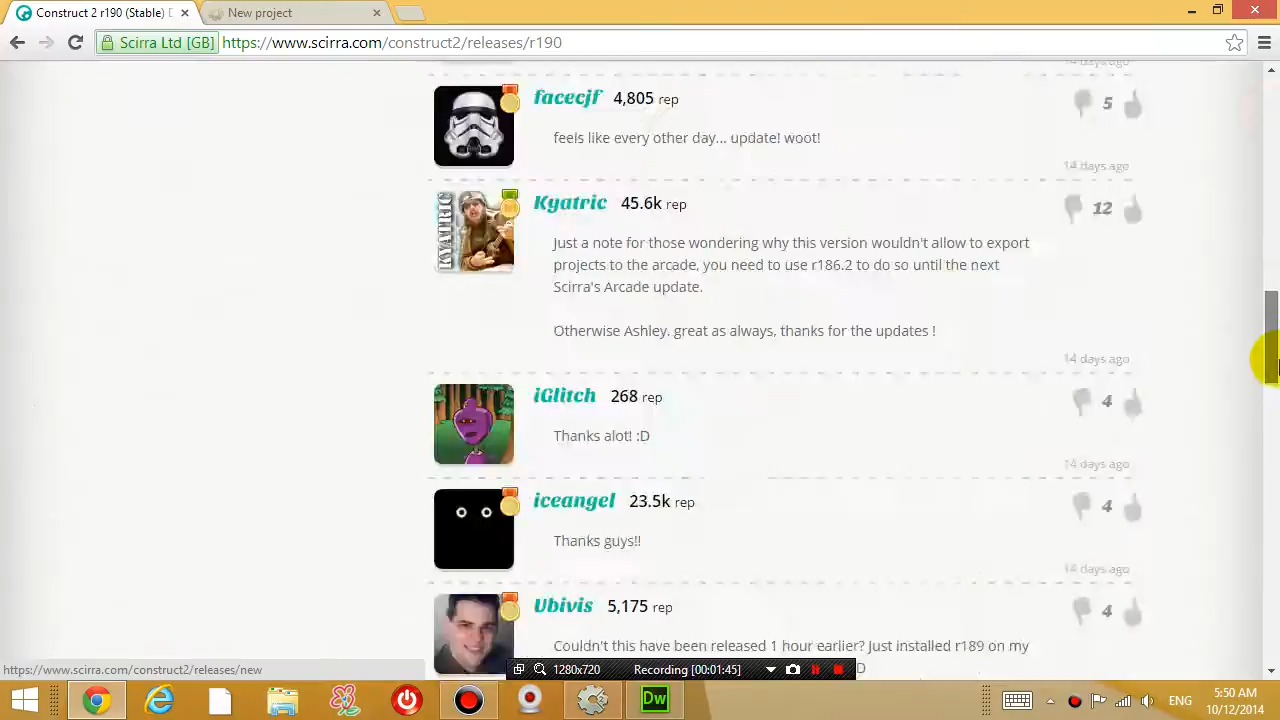 Construct 2 r190 (Stable)
New project
Scirra Ltd [GB] https://www.scirra.com/construct2/releases/r190
14 days ago
facecjf 4,805 rep
5
feels like every other day... update! woot!
14 days ago
KYATRIC
Kyatric 45.6k rep
12
Just a note for those wondering why this version wouldn't allow to export
projects to the arcade, you need to use r186.2 to do so until the next
Scirra's Arcade update.
Otherwise Ashley. great as always, thanks for the updates !
14 days ago
iGlitch 268 rep
4
Thanks alot! :D
14 days ago
iceangel 23.5k rep
4
Thanks guys!!
14 days ago
Ubivis 5,175 rep
4
Couldn't this have been released 1 hour earlier? Just installed r189 on my
D
https://www.scirra.com/construct2/releases/new
1280x720 Recording [00:01:45]
Dw
ENG
5:50 AM
10/12/2014